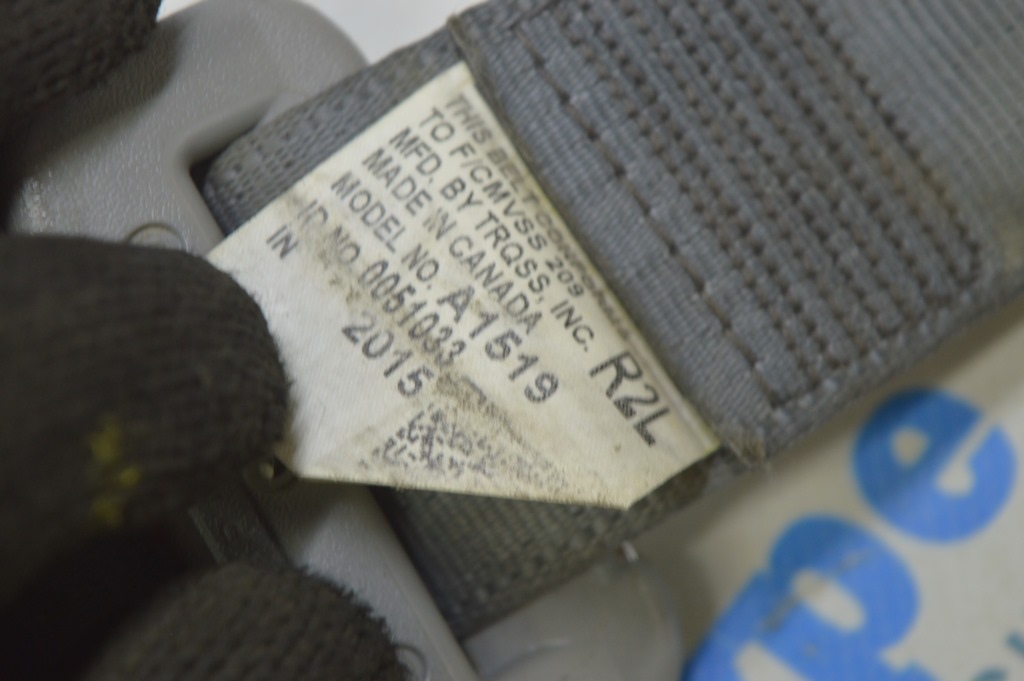 THIS BELT CONFORMS
TO F/CMVSS 209
MFD BY TRQSS, INC.
MADE IN CANADA
R2L
MODEL NO. A1519
ID NO. 0051033
IN 2015
pe